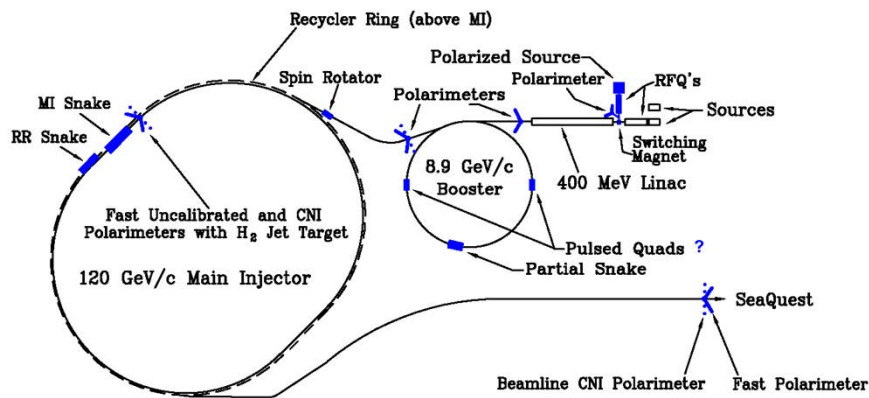 Recycler Ring (above MI)
Polarized Source
Spin Rotator
Polarimeter
RFQ's
MI Snake
Polarimeters
Sources
RR Snake
Switching
Magnet
8.9 GeV/c
Booster
400 MeV Linac
Fast Uncalibrated and CNI
Polarimeters with H₂ Jet Target
Pulsed Quads ?
Partial Snake
120 GeV/c Main Injector
SeaQuest
Beamline CNI Polarimeter
Fast Polarimeter